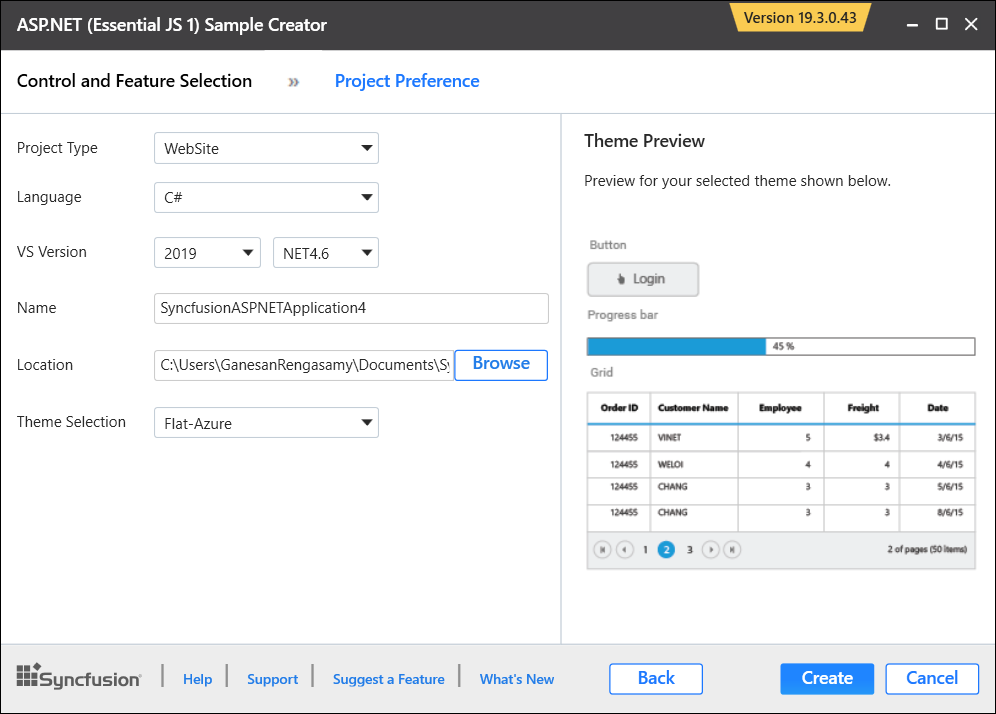 ASP.NET (Essential JS 1) Sample Creator
Version 19.3.0.43
Control and Feature Selection » Project Preference
Project Type WebSite
Language C#
VS Version 2019 NET4.6
Name SyncfusionASPNETApplication4
Location C:\Users\GanesanRengasamy\Documents\Sy Browse
Theme Selection Flat-Azure
Theme Preview
Preview for your selected theme shown below.
Button
Login
Progress bar
45 %
Grid
Order ID Customer Name Employee Freight Date
124455 VINET 5 $3.4 3/6/15
124455 WELOI 4 4 4/6/15
124455 CHANG 3 3 5/6/15
124455 CHANG 3 3 8/6/15
1 2 3 2 of pages (50 items)
Syncfusion | Help | Support | Suggest a Feature | What's New Back Create Cancel